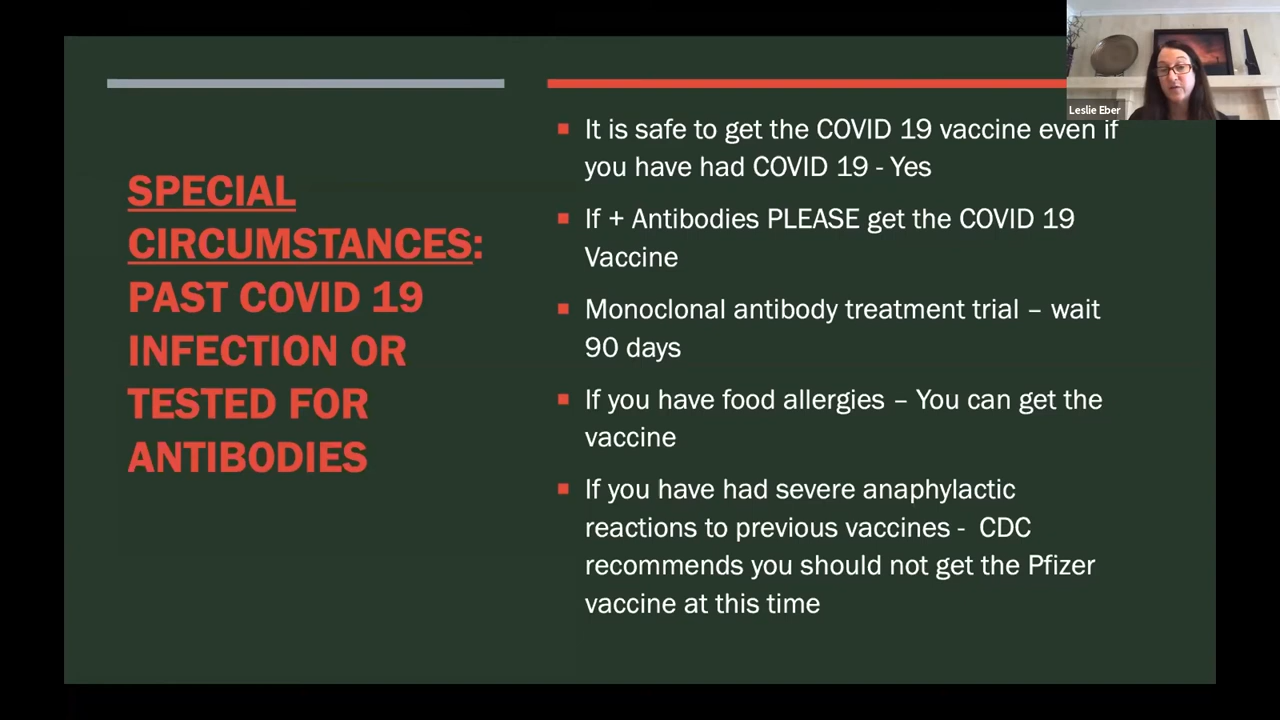 Leslie Eber
SPECIAL
CIRCUMSTANCES:
PAST COVID 19
INFECTION OR
TESTED FOR
ANTIBODIES
It is safe to get the COVID 19 vaccine even if
you have had COVID 19 - Yes
If + Antibodies PLEASE get the COVID 19
Vaccine
Monoclonal antibody treatment trial – wait
90 days
If you have food allergies – You can get the
vaccine
If you have had severe anaphylactic
reactions to previous vaccines -  CDC
recommends you should not get the Pfizer
vaccine at this time